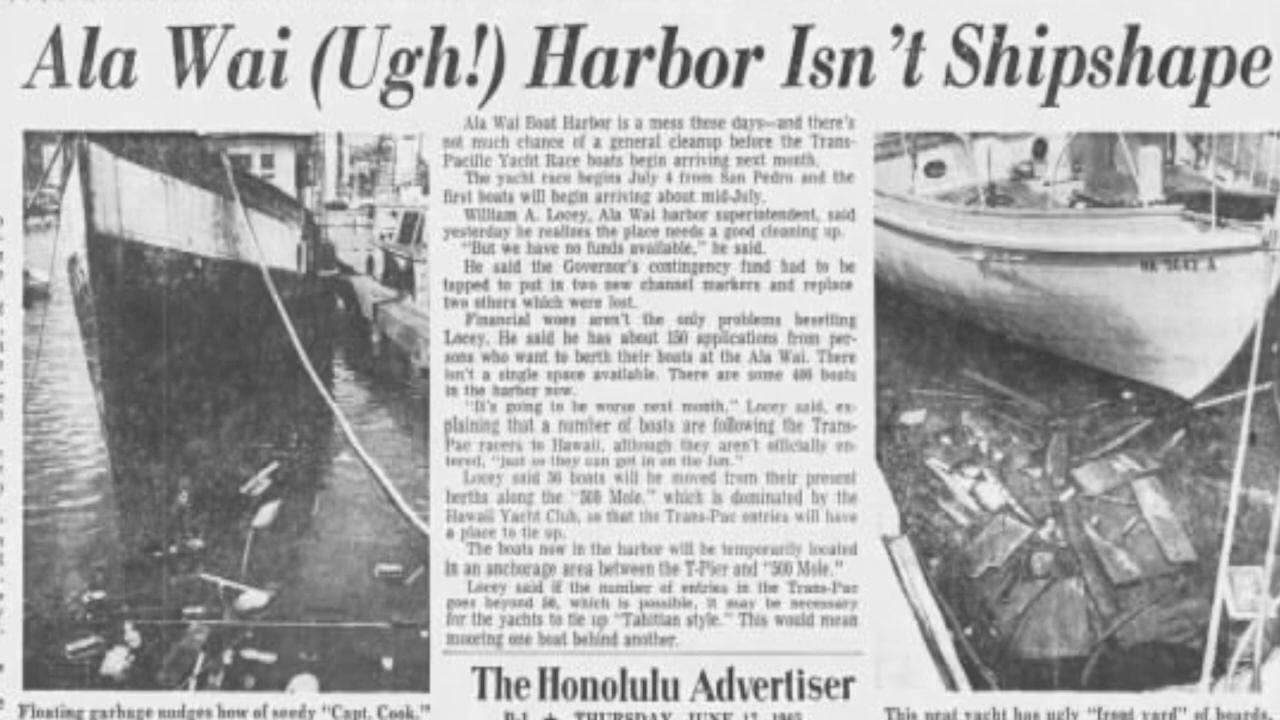 Ala Wai (Ugh!) Harbor Isn't Shipshape
Ala Wai Boat Harbor is a mess these days—and there's
not much chance of a general cleanup before the Trans-
Pacific Yacht Race boats begin arriving next month.
The yacht race begins July 4 from San Pedro and the
first boats will begin arriving about mid-July.
William A. Locey, Ala Wai harbor superintendent, said
yesterday he realizes the place needs a good cleaning up.
"But we have no funds available," he said.
He said the Governor's contingency fund had to be
tapped to put in two new channel markers and replace
two others which were lost.
Financial woes aren't the only problems besetting
Locey. He said he has about 150 applications from per-
sons who want to berth their boats at the Ala Wai. There
isn't a single space available. There are some boats
in the harbor now.
"It's going to be worse next month," Locey said, ex-
plaining that a number of boats are following the Trans-
Pac racers to Hawaii, although they aren't officially en-
tered, "just so they can get in on the fun."
Locey said 36 boats will be moved from their present
berths along the "500 Mole," which is dominated by the
Hawaii Yacht Club, so that the Trans-Pac entries will have
a place to tie up.
The boats now in the harbor will be temporarily located
in an anchorage area between the T-Pier and "500 Mole."
Locey said if the number of entries in the Trans-Pac
goes beyond 50, which is possible, it may be necessary
for the yachts to tie up "Tahitian style." This would mean
mooring one boat behind another.
The Honolulu Advertiser
B-1 ★ THURSDAY, JUNE 17, 1965
Floating garbage nudges bow of seedy "Capt. Cook."
This neat yacht has ugly "front yard" of boards.